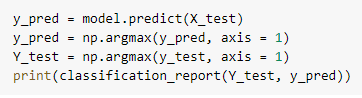 y_pred = model.predict(X_test)
y_pred = np.argmax(y_pred, axis = 1)
Y_test = np.argmax(y_test, axis = 1)
print(classification_report(Y_test, y_pred))